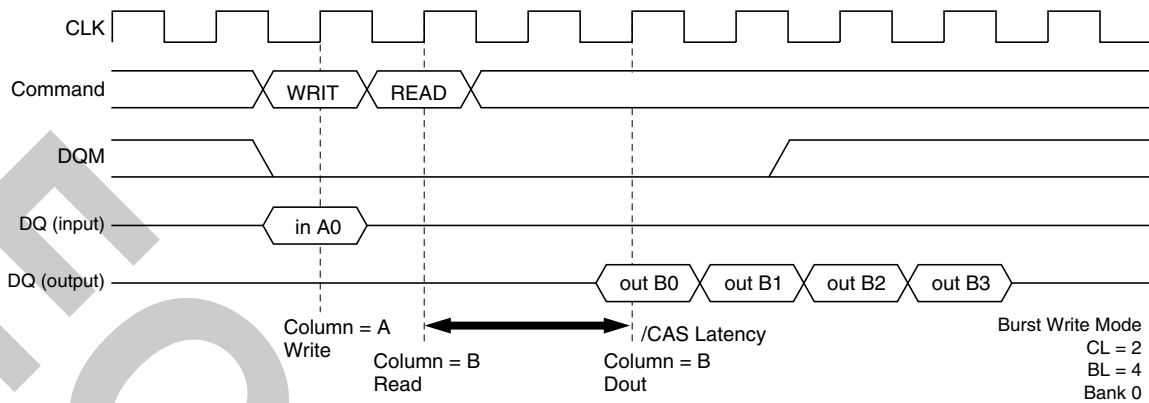 CLK
Command WRIT READ
DQM
DQ (input) in A0
DQ (output) out B0 out B1 out B2 out B3
Column = A
Write
Column = B
Read
/CAS Latency
Column = B
Dout
Burst Write Mode
CL = 2
BL = 4
Bank 0